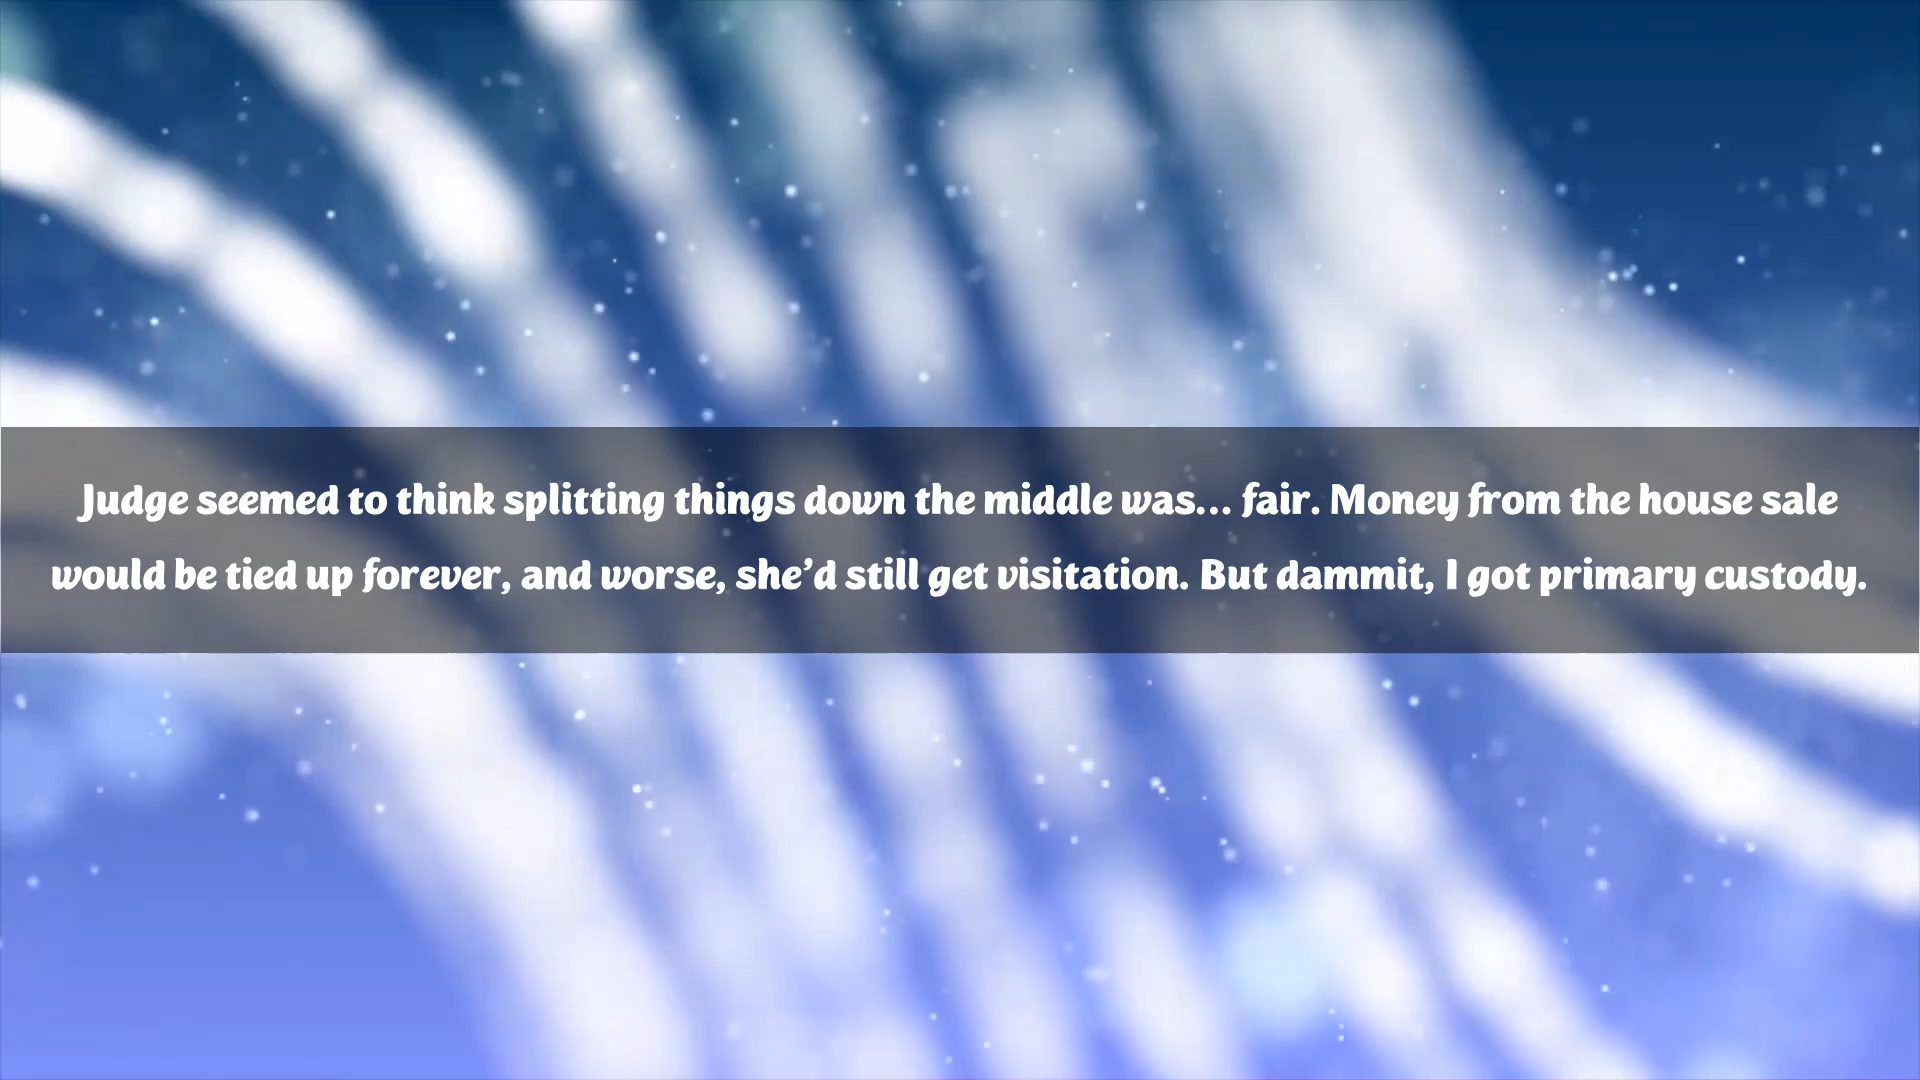 Judge seemed to think splitting things down the middle was... fair. Money from the house sale
would be tied up forever, and worse, she'd still get visitation. But dammit, I got primary custody.